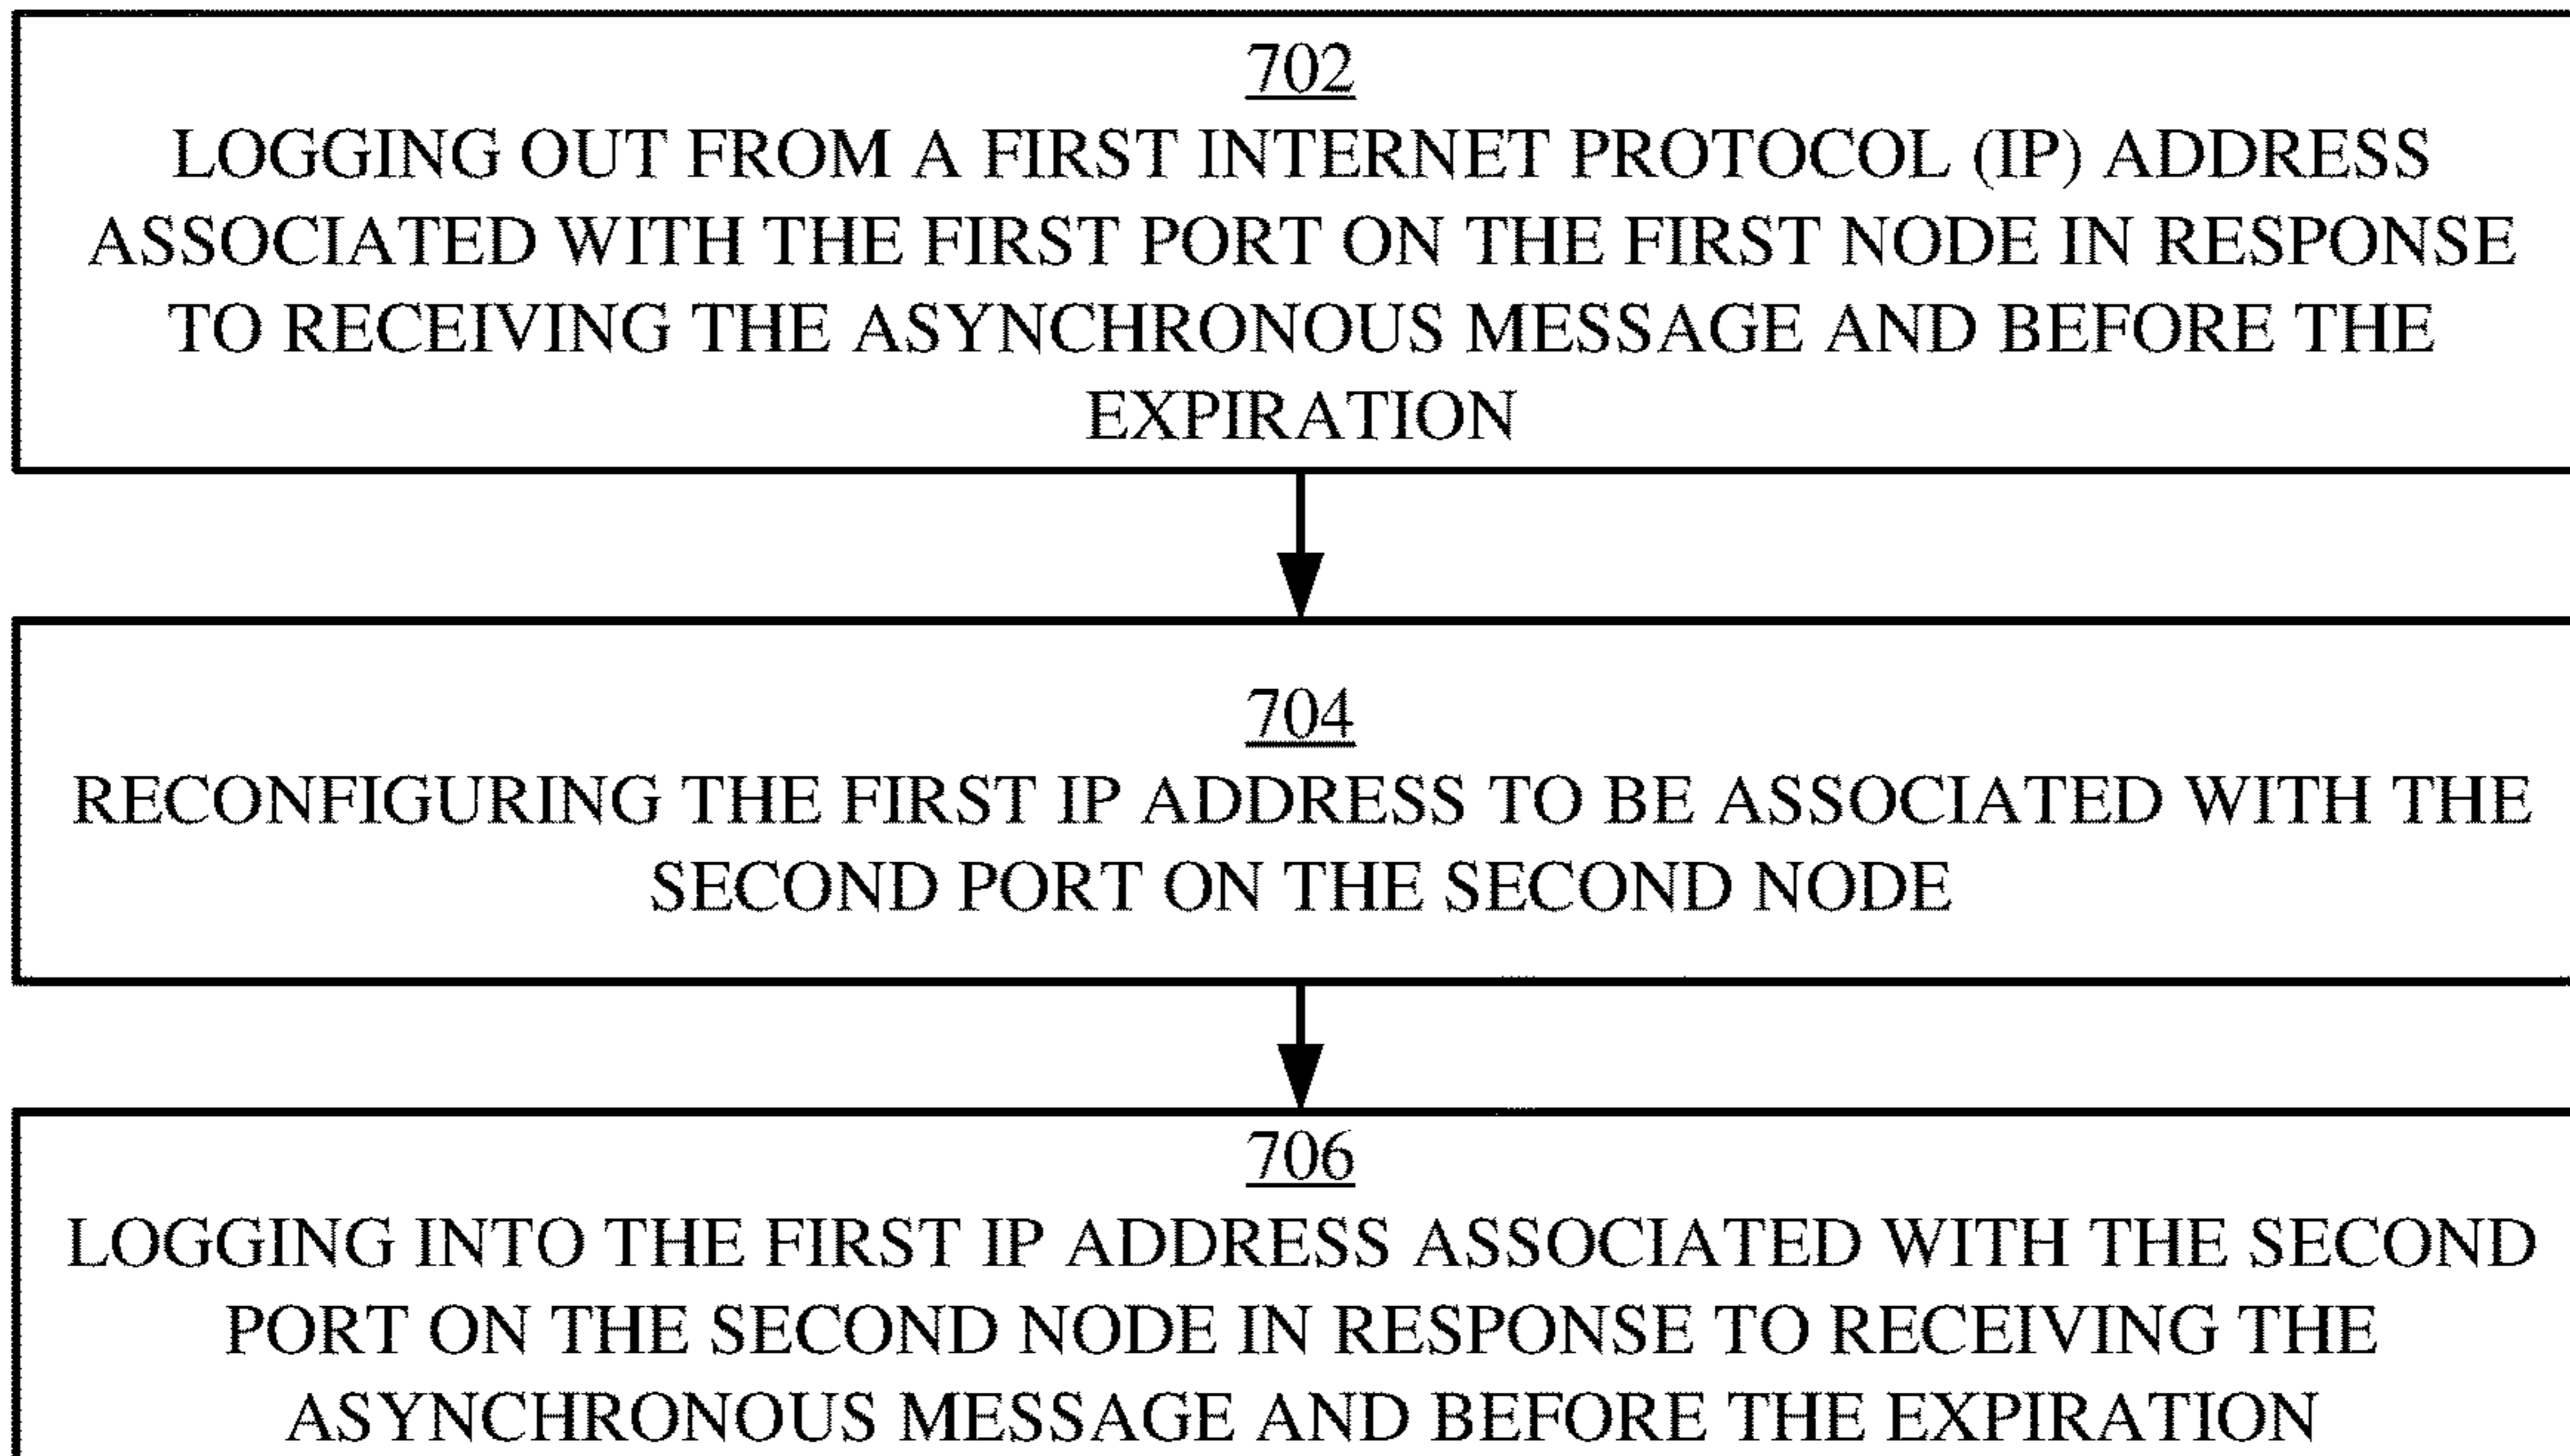 702
LOGGING OUT FROM A FIRST INTERNET PROTOCOL (IP) ADDRESS
ASSOCIATED WITH THE FIRST PORT ON THE FIRST NODE IN RESPONSE
TO RECEIVING THE ASYNCHRONOUS MESSAGE AND BEFORE THE
EXPIRATION
704
RECONFIGURING THE FIRST IP ADDRESS TO BE ASSOCIATED WITH THE
SECOND PORT ON THE SECOND NODE
706
LOGGING INTO THE FIRST IP ADDRESS ASSOCIATED WITH THE SECOND
PORT ON THE SECOND NODE IN RESPONSE TO RECEIVING THE
ASYNCHRONOUS MESSAGE AND BEFORE THE EXPIRATION